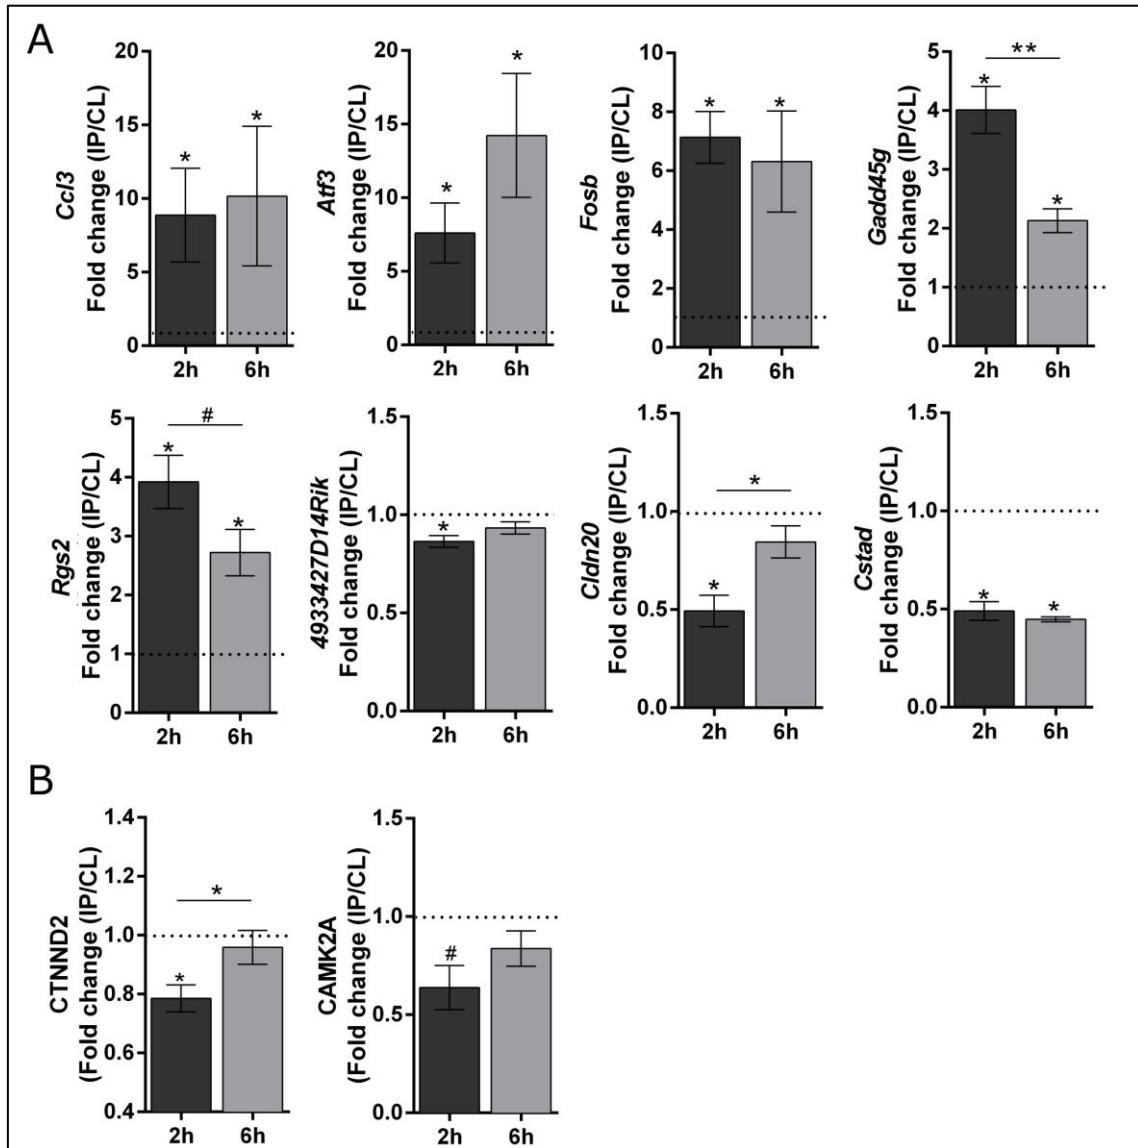 A
Ccl3
Fold change (IP/CL)
20
15
10
5
0
*
*
2h
6h
Atf3
Fold change (IP/CL)
20
15
10
5
0
*
*
2h
6h
Fosb
Fold change (IP/CL)
10
8
6
4
2
0
*
*
2h
6h
Gadd45g
Fold change (IP/CL)
5
4
3
2
1
0
**
*
*
2h
6h
Rgs2
Fold change (IP/CL)
5
4
3
2
1
0
#
*
*
2h
6h
4933427D14Rik
Fold change (IP/CL)
1.5
1.0
0.5
0.0
*
2h
6h
Cldn20
Fold change (IP/CL)
1.5
1.0
0.5
0.0
*
*
2h
6h
Cstad
Fold change (IP/CL)
1.5
1.0
0.5
0.0
*
*
2h
6h
B
CTNND2
(Fold change (IP/CL)
1.4
1.2
1.0
0.8
0.6
0.4
*
*
2h
6h
CAMK2A
(Fold change (IP/CL)
1.5
1.0
0.5
0.0
#
2h
6h